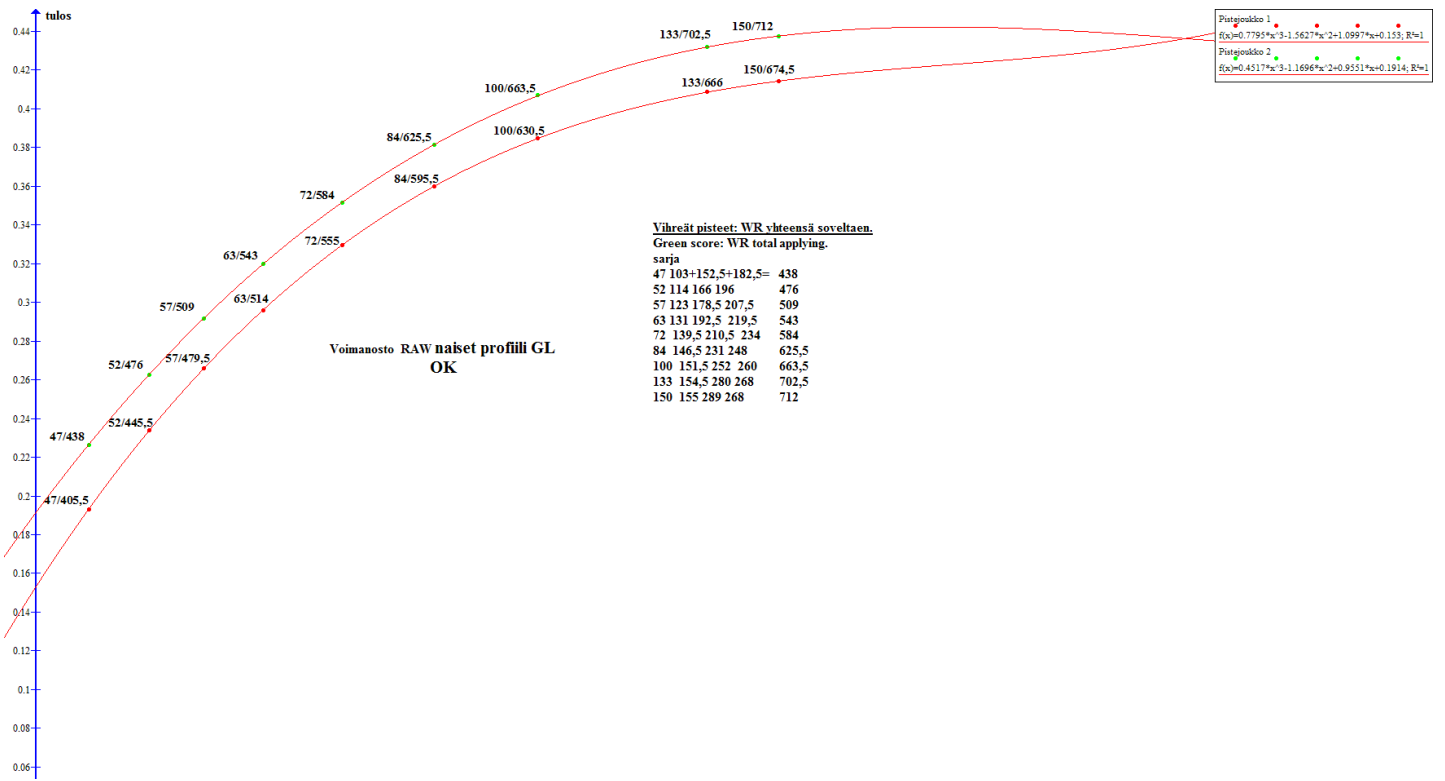 tulos
0.44
0.42
0.4
0.38
0.36
0.34
0.32
0.3
0.28
0.26
0.24
0.22
0.2
0.18
0.16
0.14
0.12
0.1
0.08
0.06
150/712
133/702,5
150/674,5
133/666
100/663,5
100/630,5
84/625,5
84/595,5
72/584
72/555
63/543
63/514
57/509
57/479,5
52/476
52/445,5
47/438
47/405,5
Pistejoukko 1
f(x)=0.7795*x^3-1.5627*x^2+1.0997*x+0.153; R²=1
Pistejoukko 2
f(x)=0.4517*x^3-1.1696*x^2+0.9551*x+0.1914; R²=1
Voimanosto RAW naiset profiili GL
OK
Vihreät pisteet: WR yhteensä soveltaen.
Green score: WR total applying.
sarja
47 103+152,5+182,5= 438
52 114 166 196 476
57 123 178,5 207,5 509
63 131 192,5 219,5 543
72 139,5 210,5 234 584
84 146,5 231 248 625,5
100 151,5 252 260 663,5
133 154,5 280 268 702,5
150 155 289 268 712